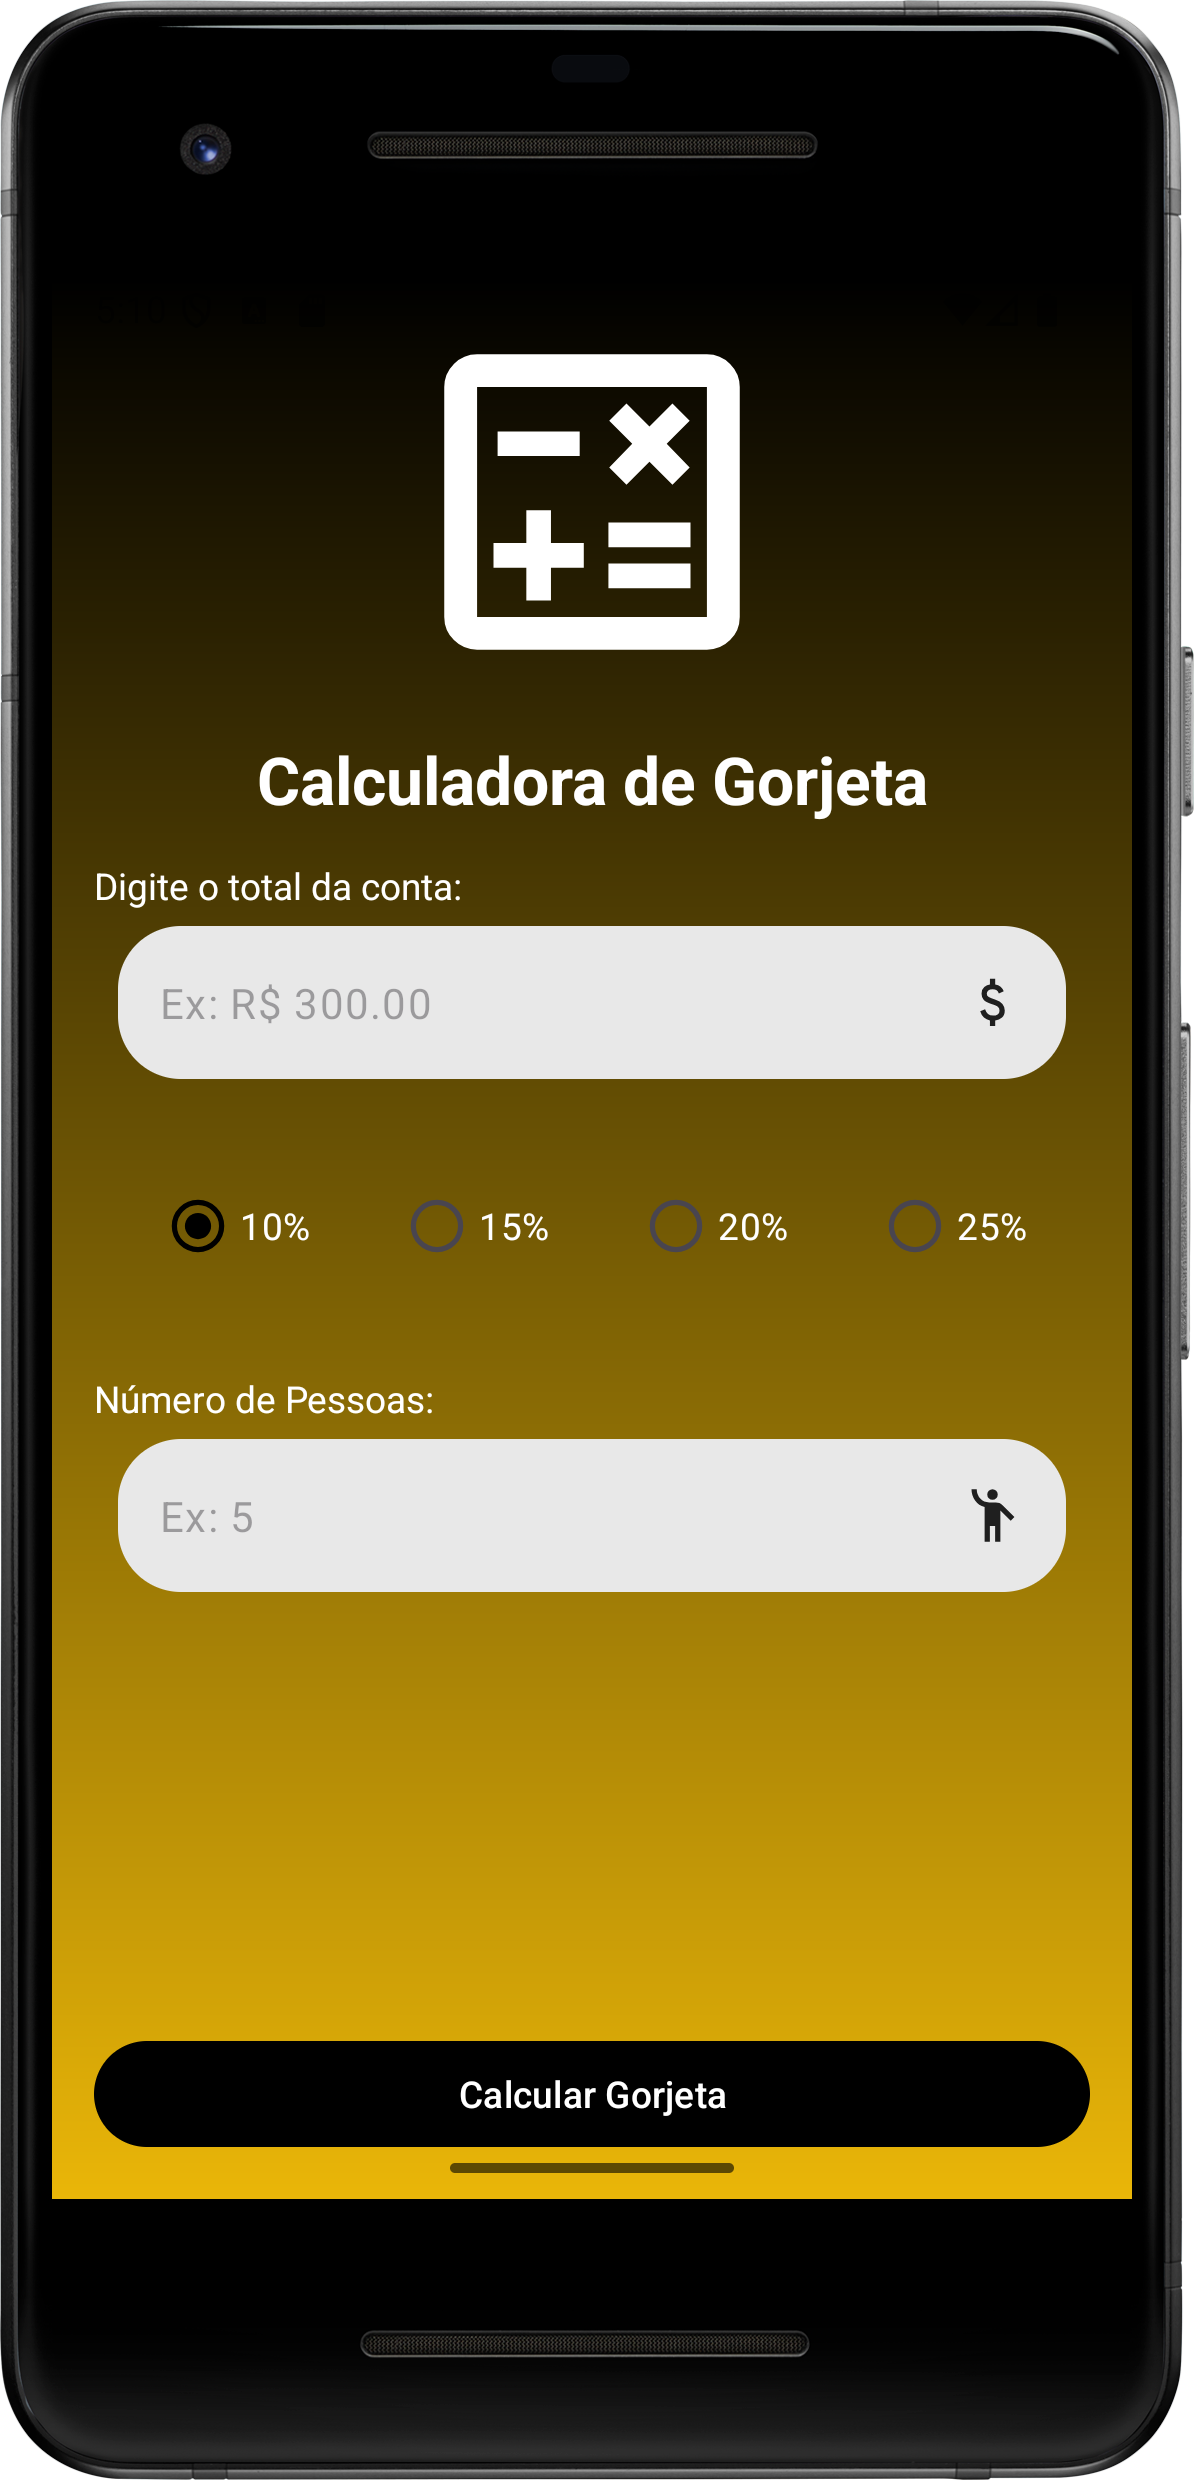 Calculadora de Gorjeta
Digite o total da conta:
Ex: R$ 300.00
$
10% 15% 20% 25%
Número de Pessoas:
Ex: 5
Calcular Gorjeta